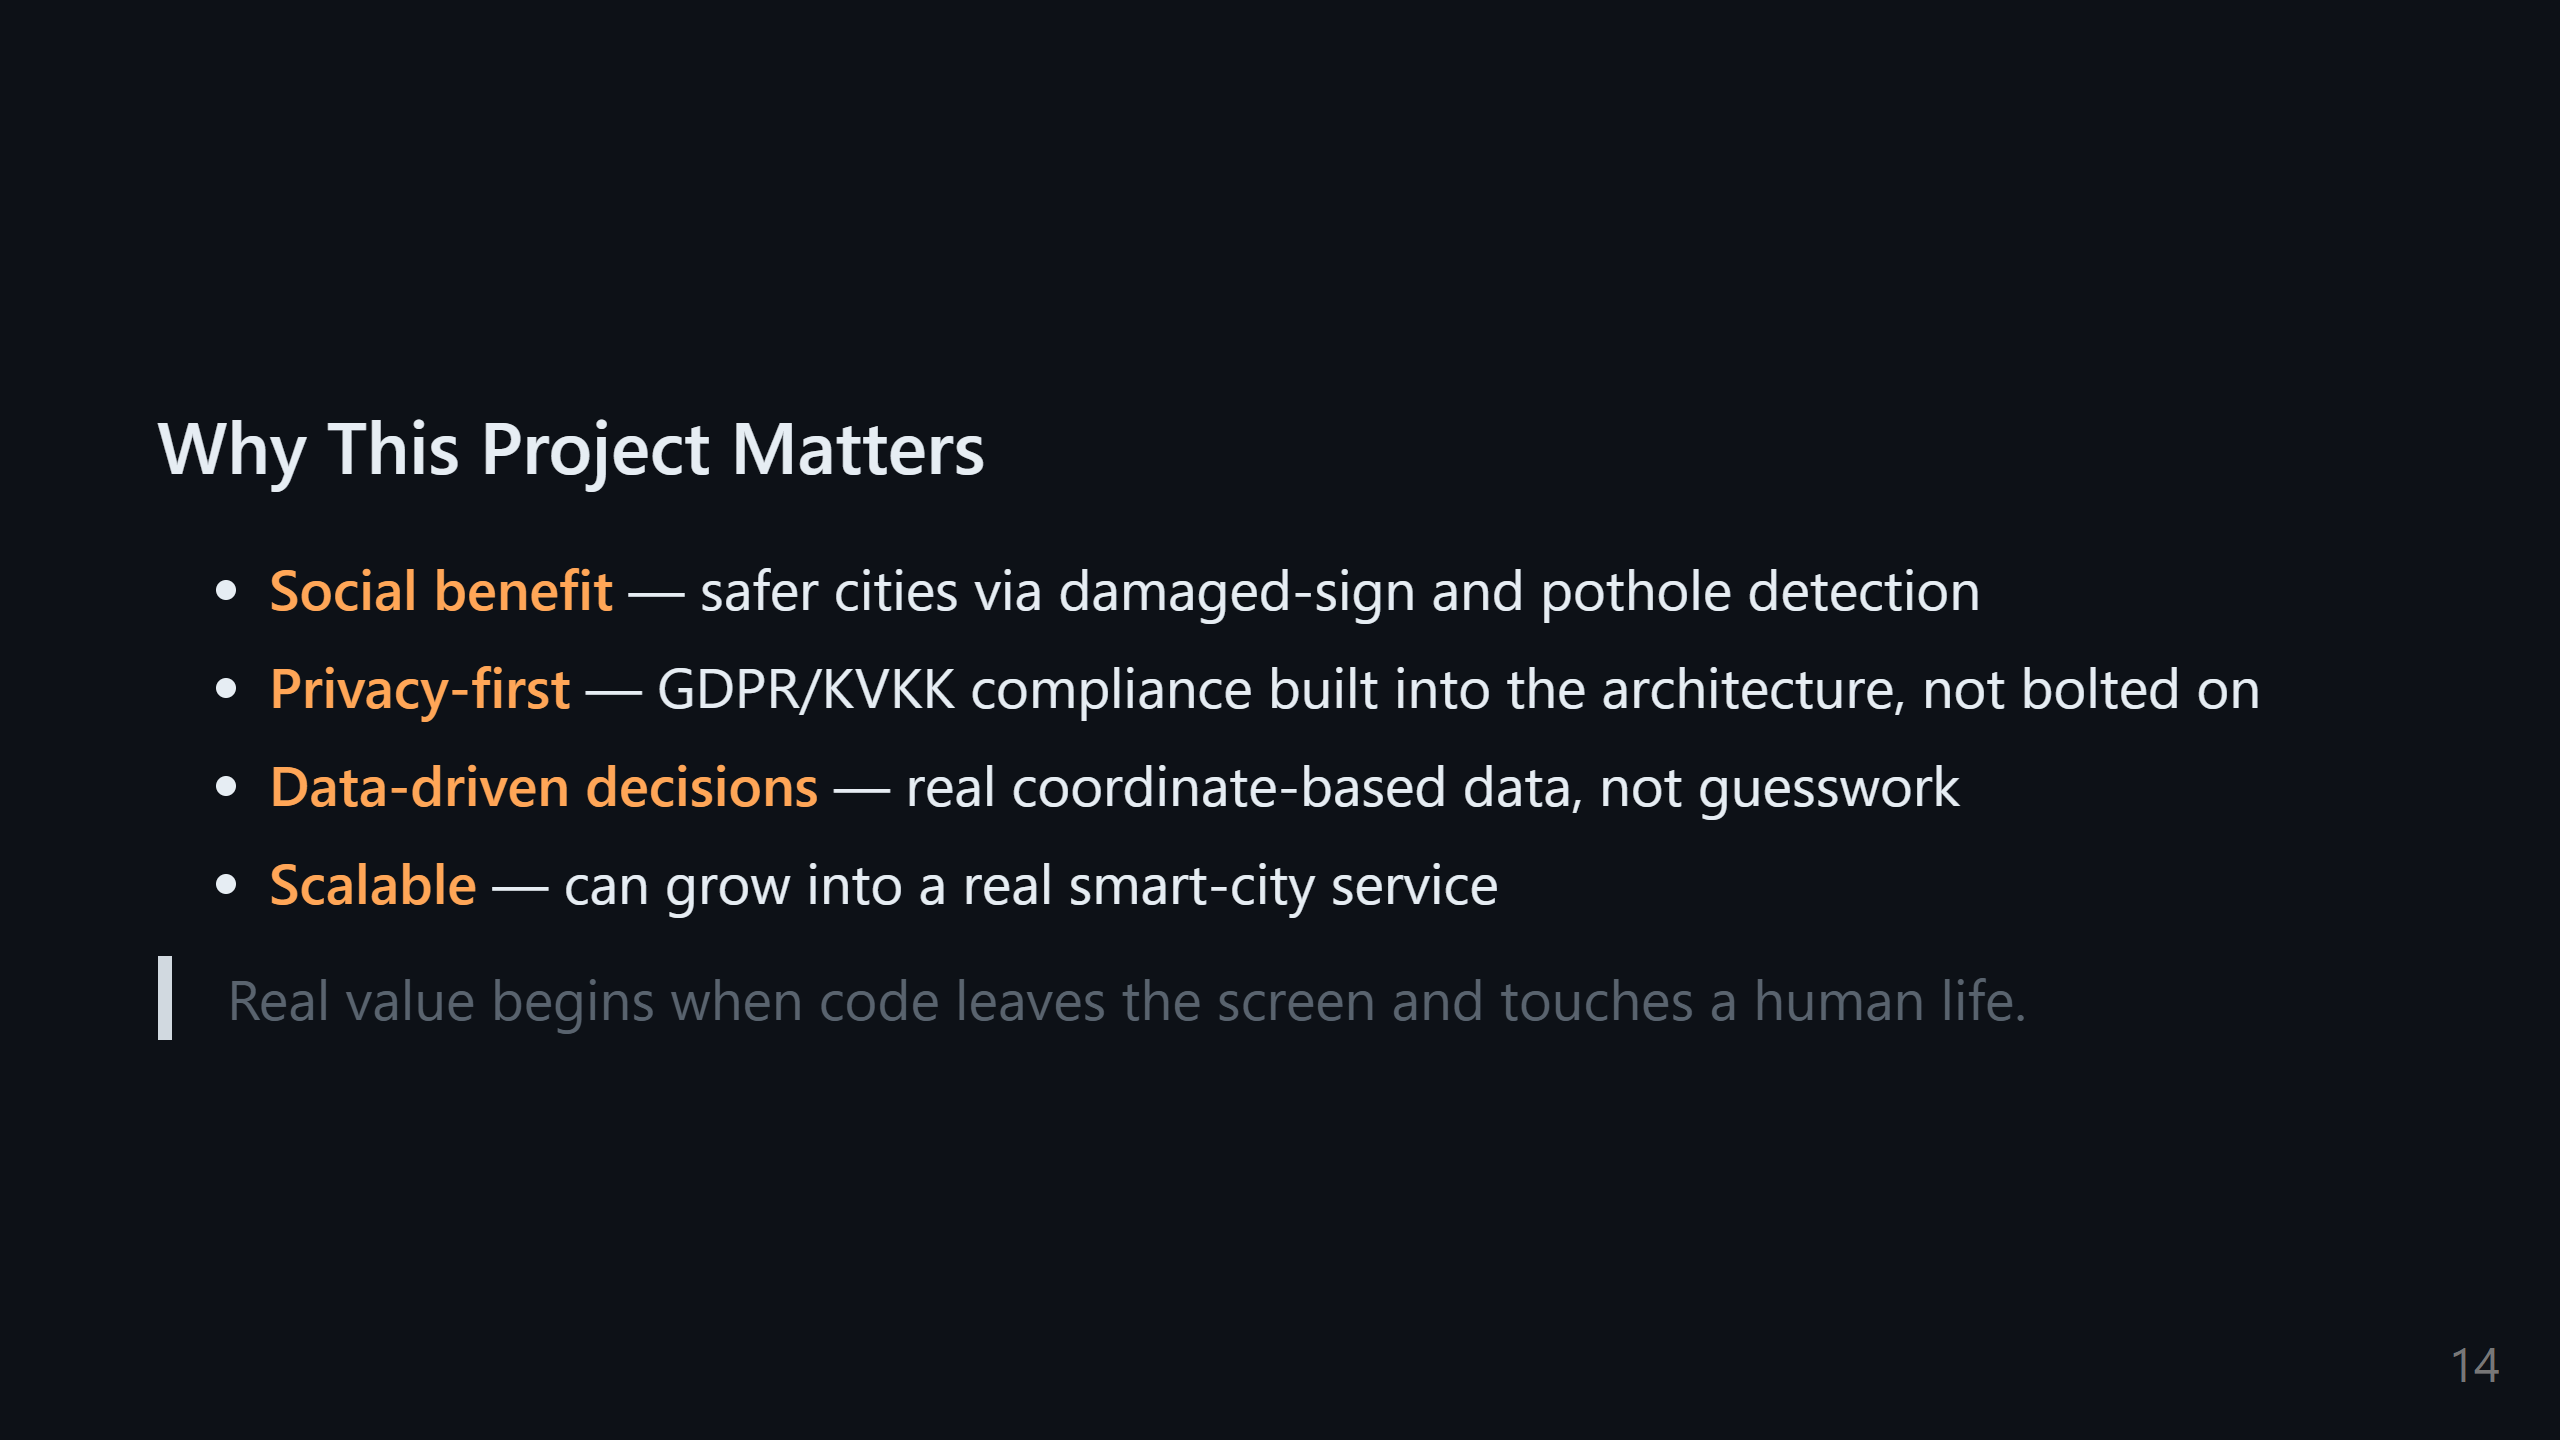 Why This Project Matters
• Social benefit — safer cities via damaged-sign and pothole detection
• Privacy-first — GDPR/KVKK compliance built into the architecture, not bolted on
• Data-driven decisions — real coordinate-based data, not guesswork
• Scalable — can grow into a real smart-city service
Real value begins when code leaves the screen and touches a human life.
14